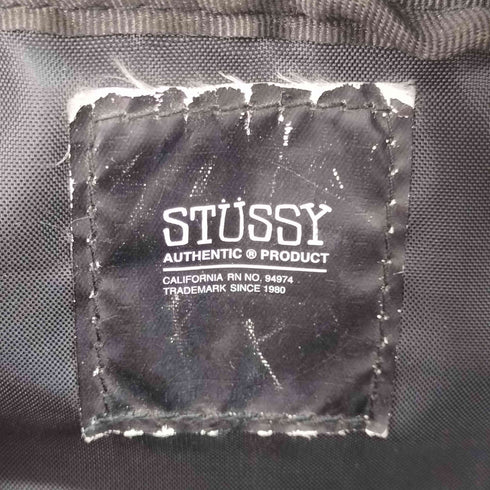 STÜSSY
AUTHENTIC ® PRODUCT
CALIFORNIA RN NO. 94974
TRADEMARK SINCE 1980